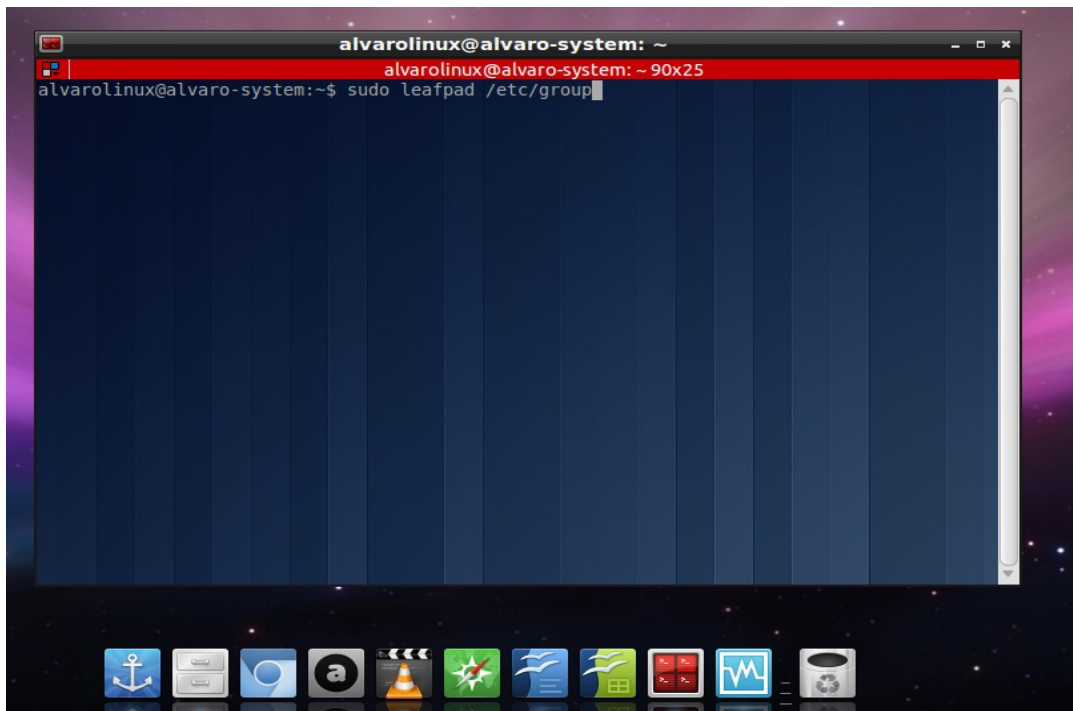 alvarolinux@alvaro-system: ~
alvarolinux@alvaro-system: ~ 90x25
alvarolinux@alvaro-system:~$ sudo leafpad /etc/group
a